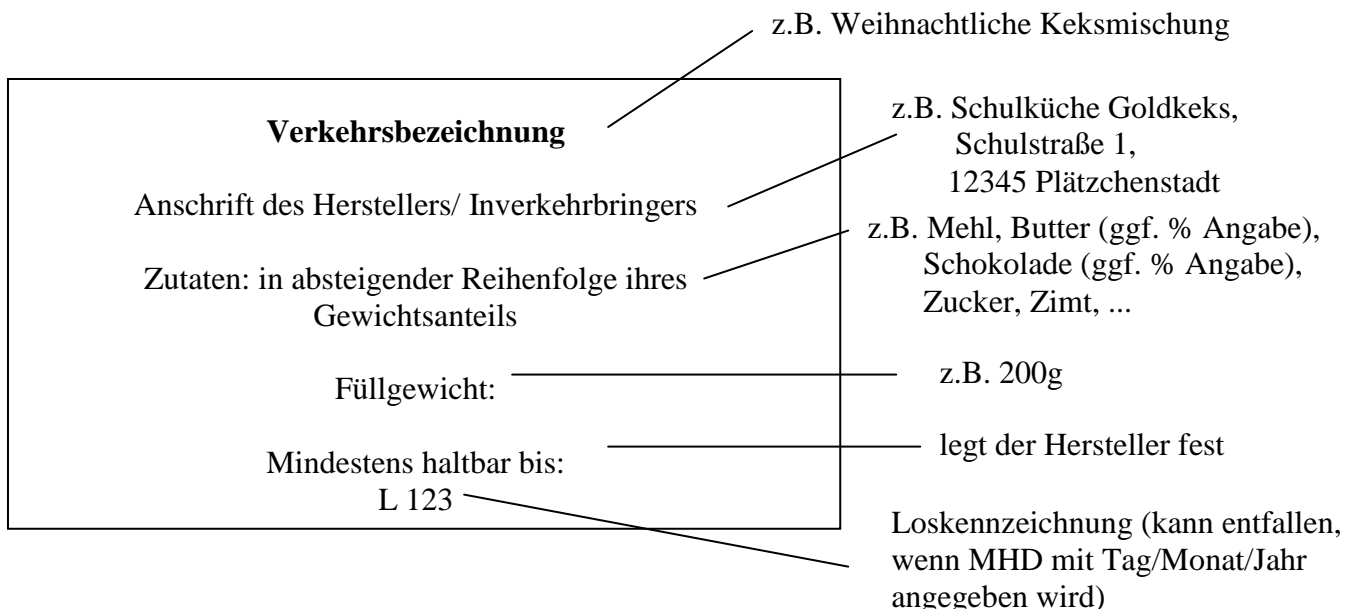 z.B. Weihnachtliche Keksmischung
Verkehrsbezeichnung
z.B. Schulküche Goldkeks,
Schulstraße 1,
12345 Plätzchenstadt
Anschrift des Herstellers/ Inverkehrbringers
z.B. Mehl, Butter (ggf. % Angabe),
Schokolade (ggf. % Angabe),
Zucker, Zimt, ...
Zutaten: in absteigender Reihenfolge ihres
Gewichtsanteils
Füllgewicht:
z.B. 200g
Mindestens haltbar bis:
legt der Hersteller fest
L 123
Loskennzeichnung (kann entfallen,
wenn MHD mit Tag/Monat/Jahr
angegeben wird)